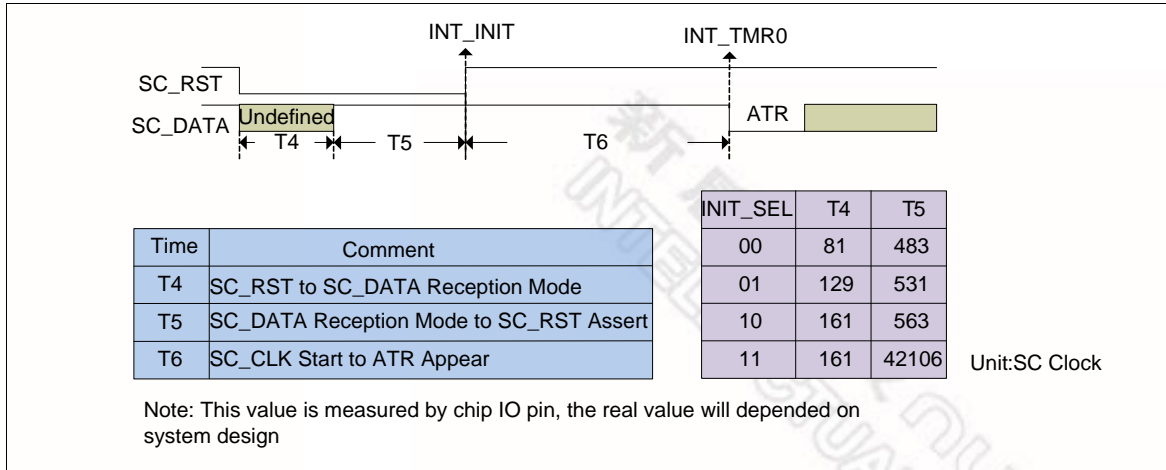 INT_INIT
INT_TMR0
SC_RST
SC_DATA
Undefined
ATR
T4
T5
T6
INIT_SEL T4 T5
00 81 483
01 129 531
10 161 563
11 161 42106
Unit:SC Clock
Time Comment
T4 SC_RST to SC_DATA Reception Mode
T5 SC_DATA Reception Mode to SC_RST Assert
T6 SC_CLK Start to ATR Appear
Note: This value is measured by chip IO pin, the real value will depended on
system design